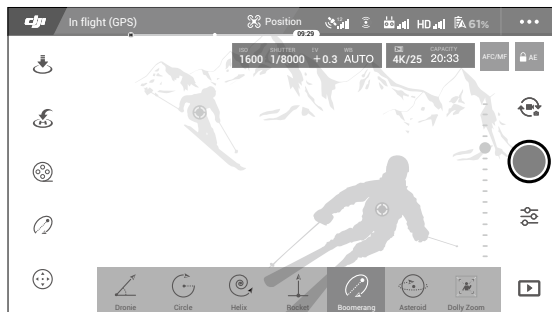 dji In flight (GPS) Position HD 61%
09:29
ISO SHUTTER EV WB CAPACITY
1600 1/8000 +0.3 AUTO 4K/25 20:33 AFC/MF AE
Dronie Circle Helix Rocket Boomerang Asteroid Dolly Zoom